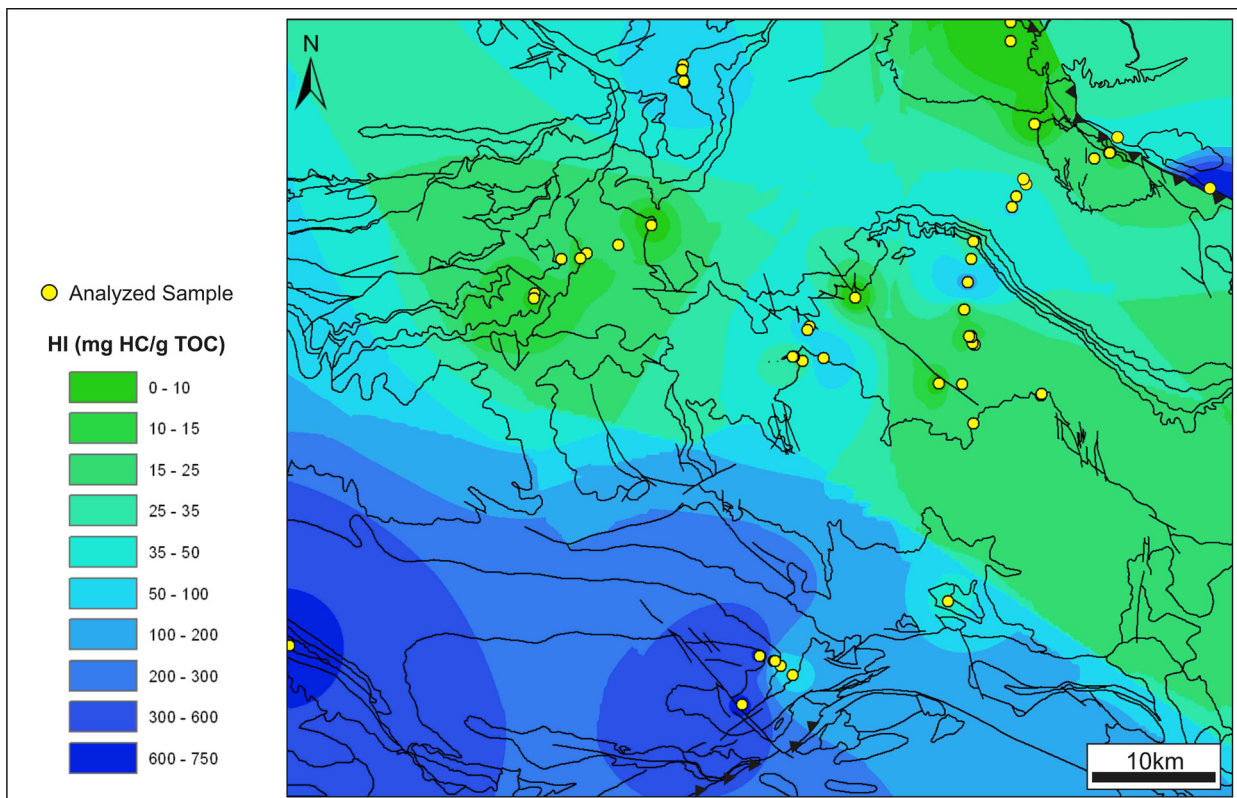 N
Analyzed Sample
HI (mg HC/g TOC)
0 - 10
10 - 15
15 - 25
25 - 35
35 - 50
50 - 100
100 - 200
200 - 300
300 - 600
600 - 750
10km